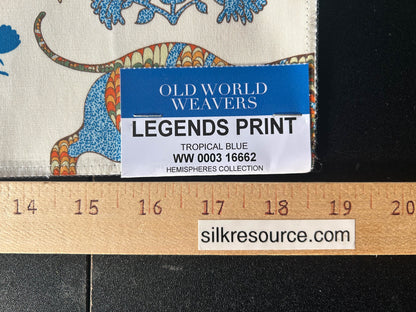 OLD WORLD
WEAVERS
LEGENDS PRINT
TROPICAL BLUE
WW 0003 16662
HEMISPHERES COLLECTION
14 15 16 17 18 19 20
silkresource.com